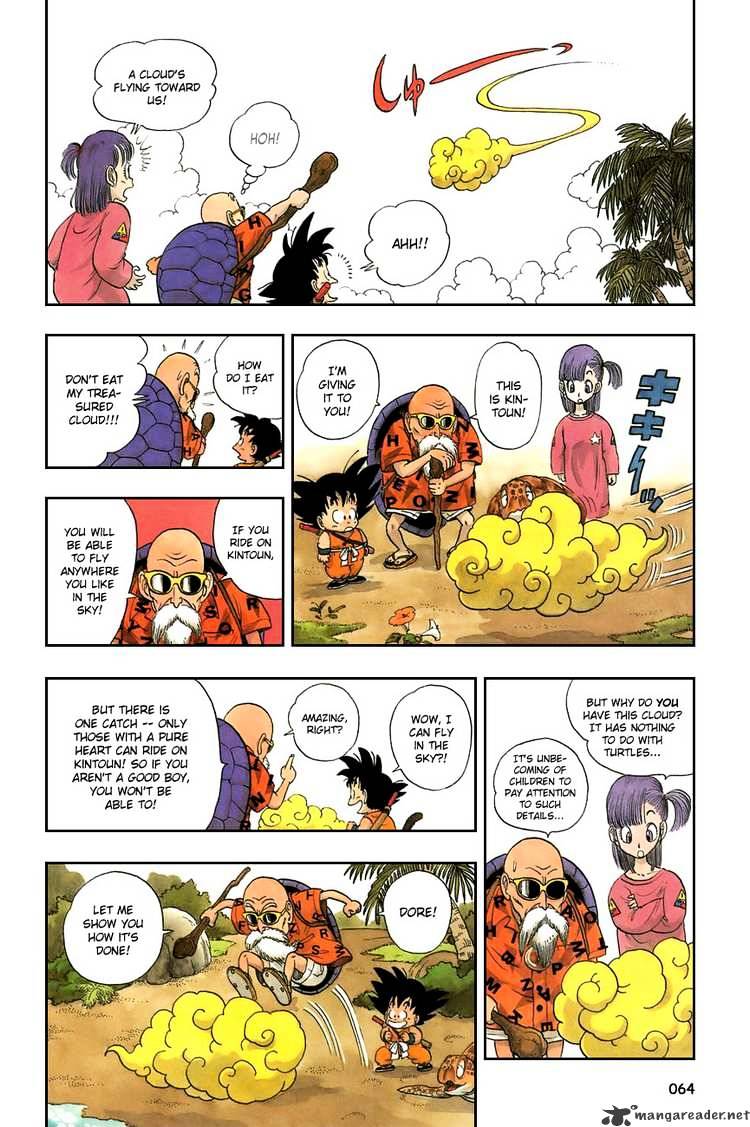 しゅーっ
AHH!!
HOH!
A CLOUD'S
FLYING TOWARD
US!
キキーッ
THIS
IS KIN-
TOUN!
I'M
GIVING
IT TO
YOU!
HOW
DO I EAT
IT?
DON'T EAT
MY TREA-
SURED
CLOUD!!!
IF YOU
RIDE ON
KINTOUN,
YOU WILL
BE ABLE
TO FLY
ANYWHERE
YOU LIKE
IN THE
SKY!
BUT WHY DO YOU
HAVE THIS CLOUD?
IT HAS NOTHING
TO DO WITH
TURTLES...
IT'S UNBE-
COMING OF
CHILDREN TO
PAY ATTENTION
TO SUCH
DETAILS...
WOW, I
CAN FLY
IN THE
SKY?!
AMAZING,
RIGHT?
BUT THERE IS
ONE CATCH -- ONLY
THOSE WITH A PURE
HEART CAN RIDE ON
KINTOUN! SO IF YOU
AREN'T A GOOD BOY,
YOU WON'T BE
ABLE TO!
DORE!
LET ME
SHOW YOU
HOW IT'S
DONE!
064
mangareader.net